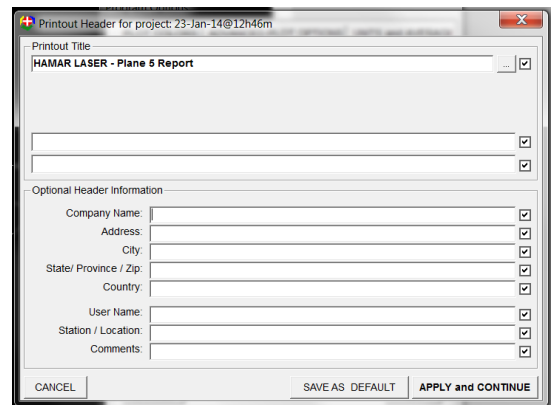 Printout Header for project: 23-Jan-14@12h46m
X
Printout Title
HAMAR LASER - Plane 5 Report
...
Optional Header Information
Company Name:
Address:
City:
State/ Province / Zip:
Country:
User Name:
Station / Location:
Comments:
CANCEL
SAVE AS DEFAULT
APPLY and CONTINUE